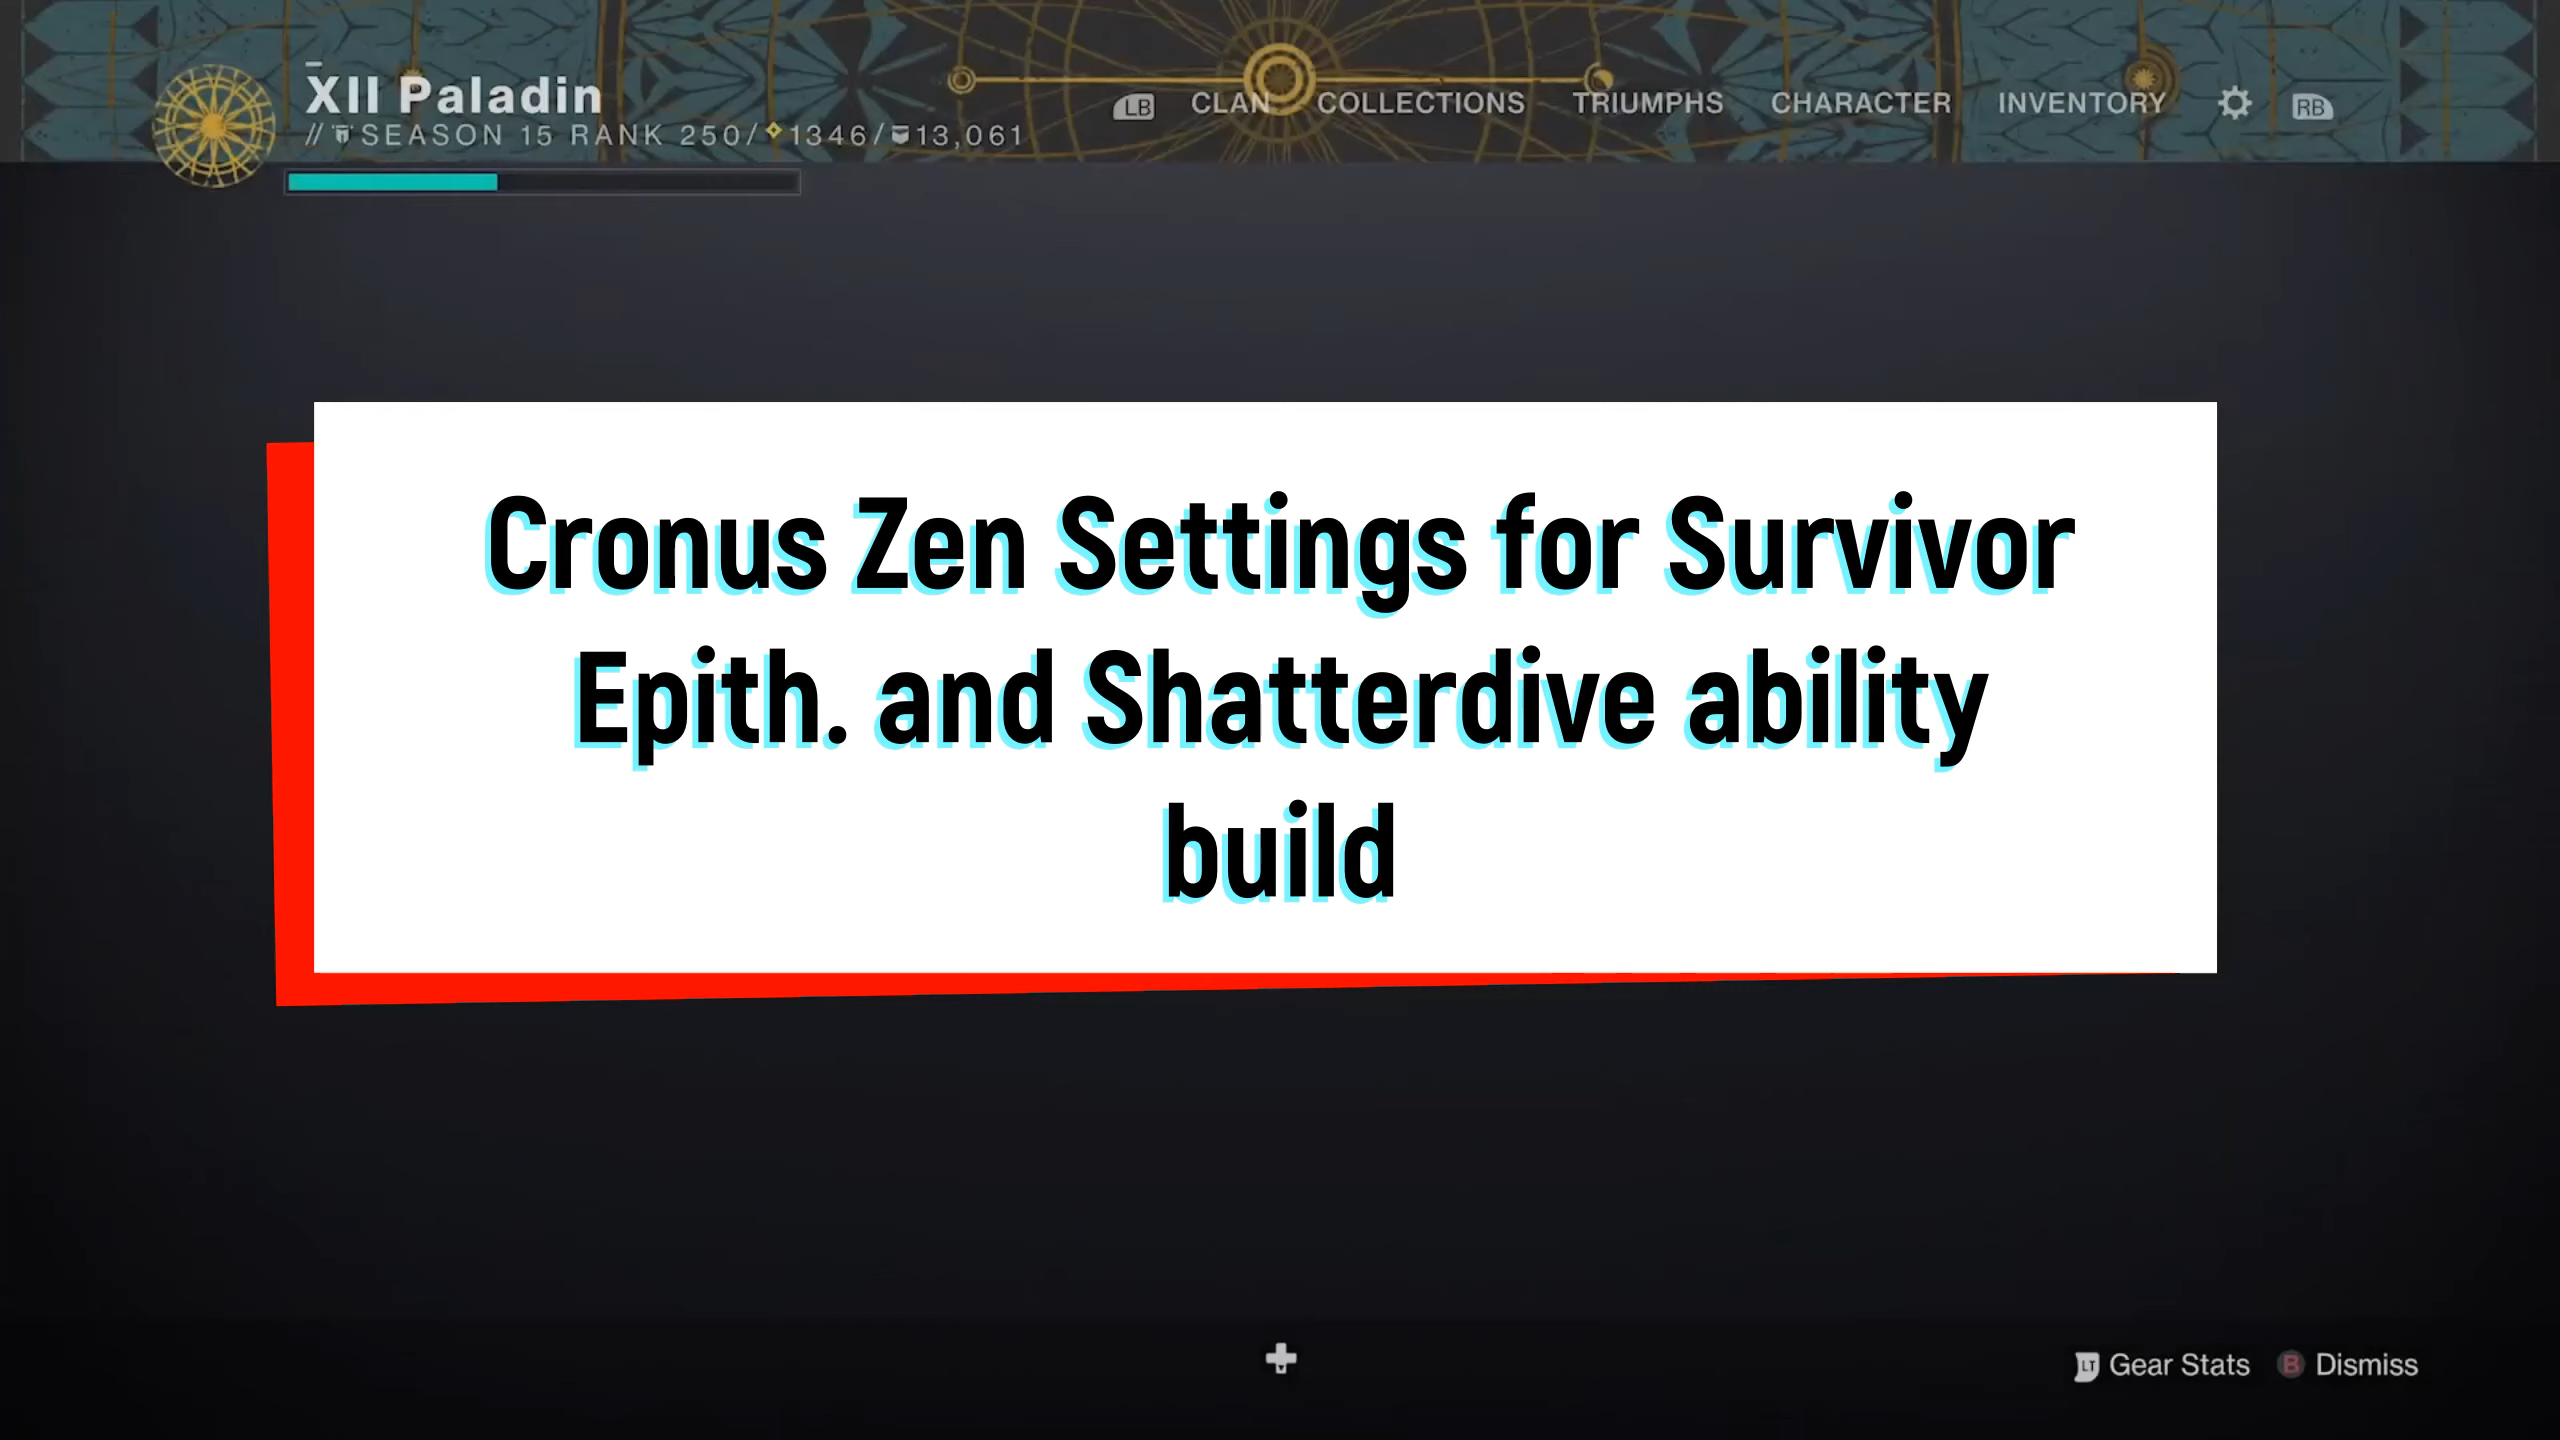 XII Paladin
// SEASON 15 RANK 250/ 1346/ 13,061
LB CLAN COLLECTIONS TRIUMPHS CHARACTER INVENTORY RB
Cronus Zen Settings for Survivor
Epith. and Shatterdive ability
build
LT Gear Stats B Dismiss